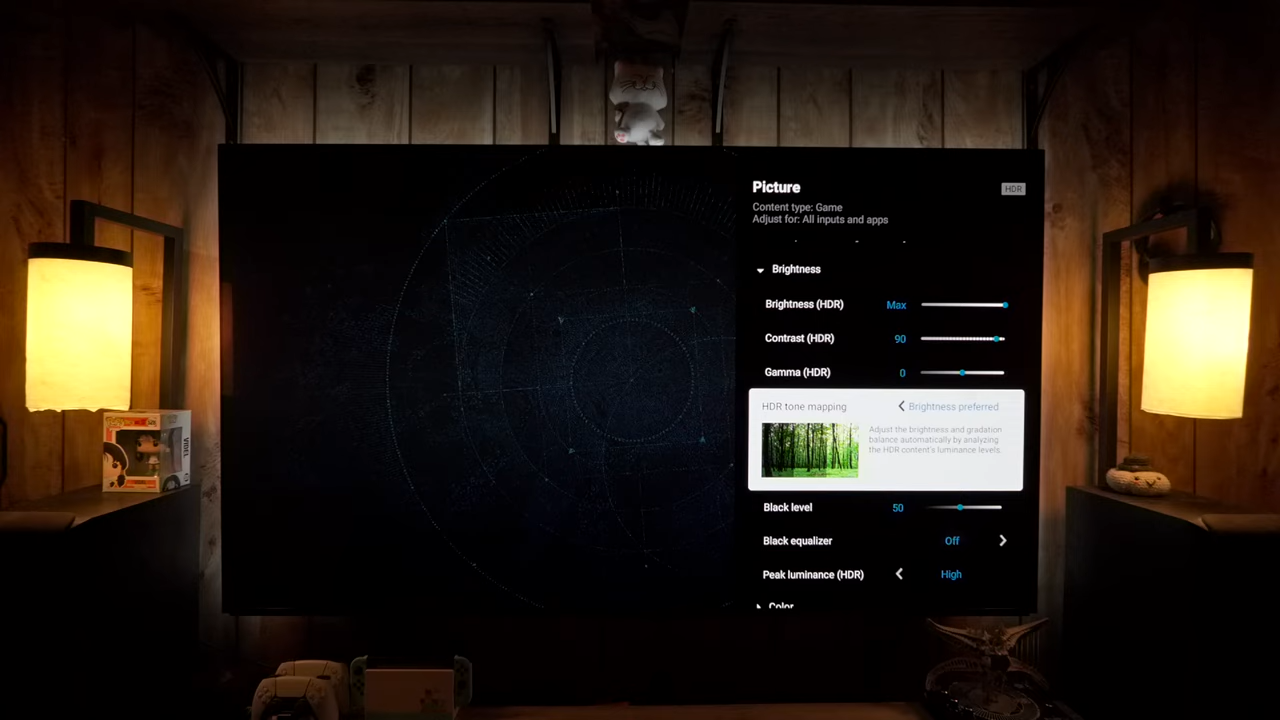 Picture
HDR
Content type: Game
Adjust for: All inputs and apps
Brightness
Brightness (HDR) Max
Contrast (HDR) 90
Gamma (HDR) 0
HDR tone mapping Brightness preferred
Adjust the brightness and gradation
balance automatically by analyzing
the HDR content's luminance levels.
Black level 50
Black equalizer Off
Peak luminance (HDR) High
Color
VIDEL